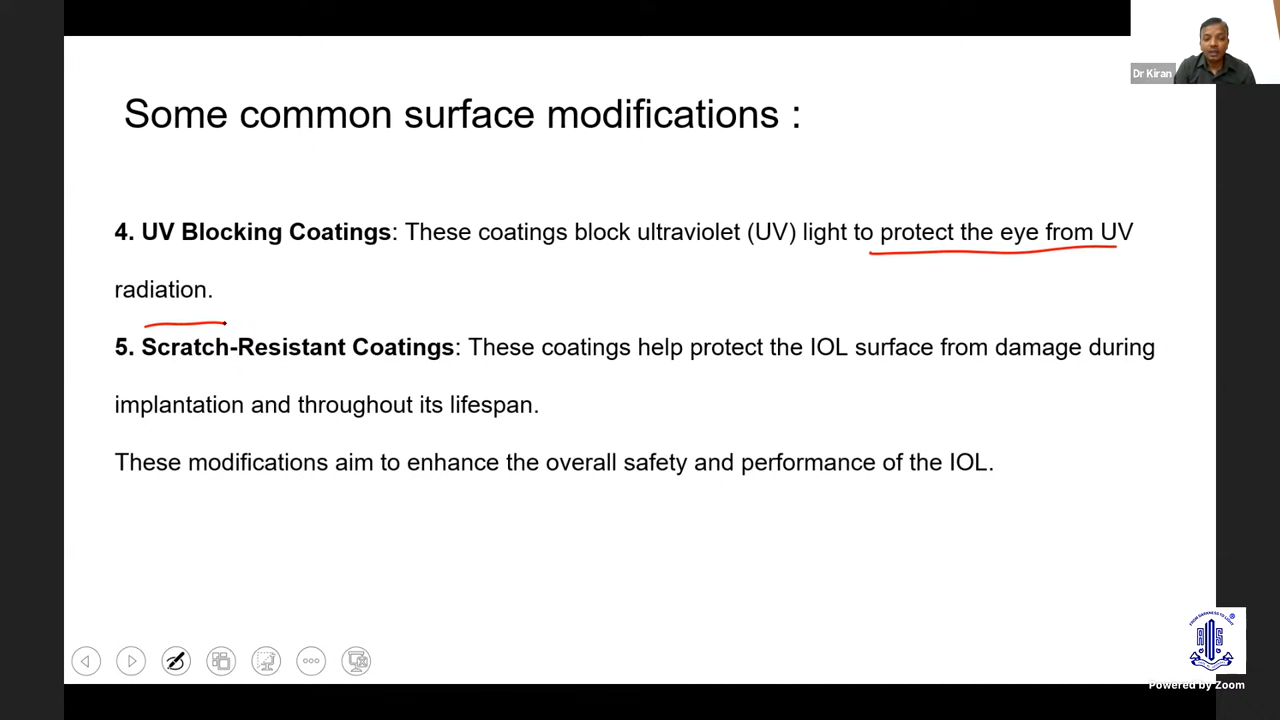 Dr Kiran
Some common surface modifications :
4. UV Blocking Coatings: These coatings block ultraviolet (UV) light to protect the eye from UV
radiation.
5. Scratch-Resistant Coatings: These coatings help protect the IOL surface from damage during
implantation and throughout its lifespan.
These modifications aim to enhance the overall safety and performance of the IOL.
Powered by Zoom